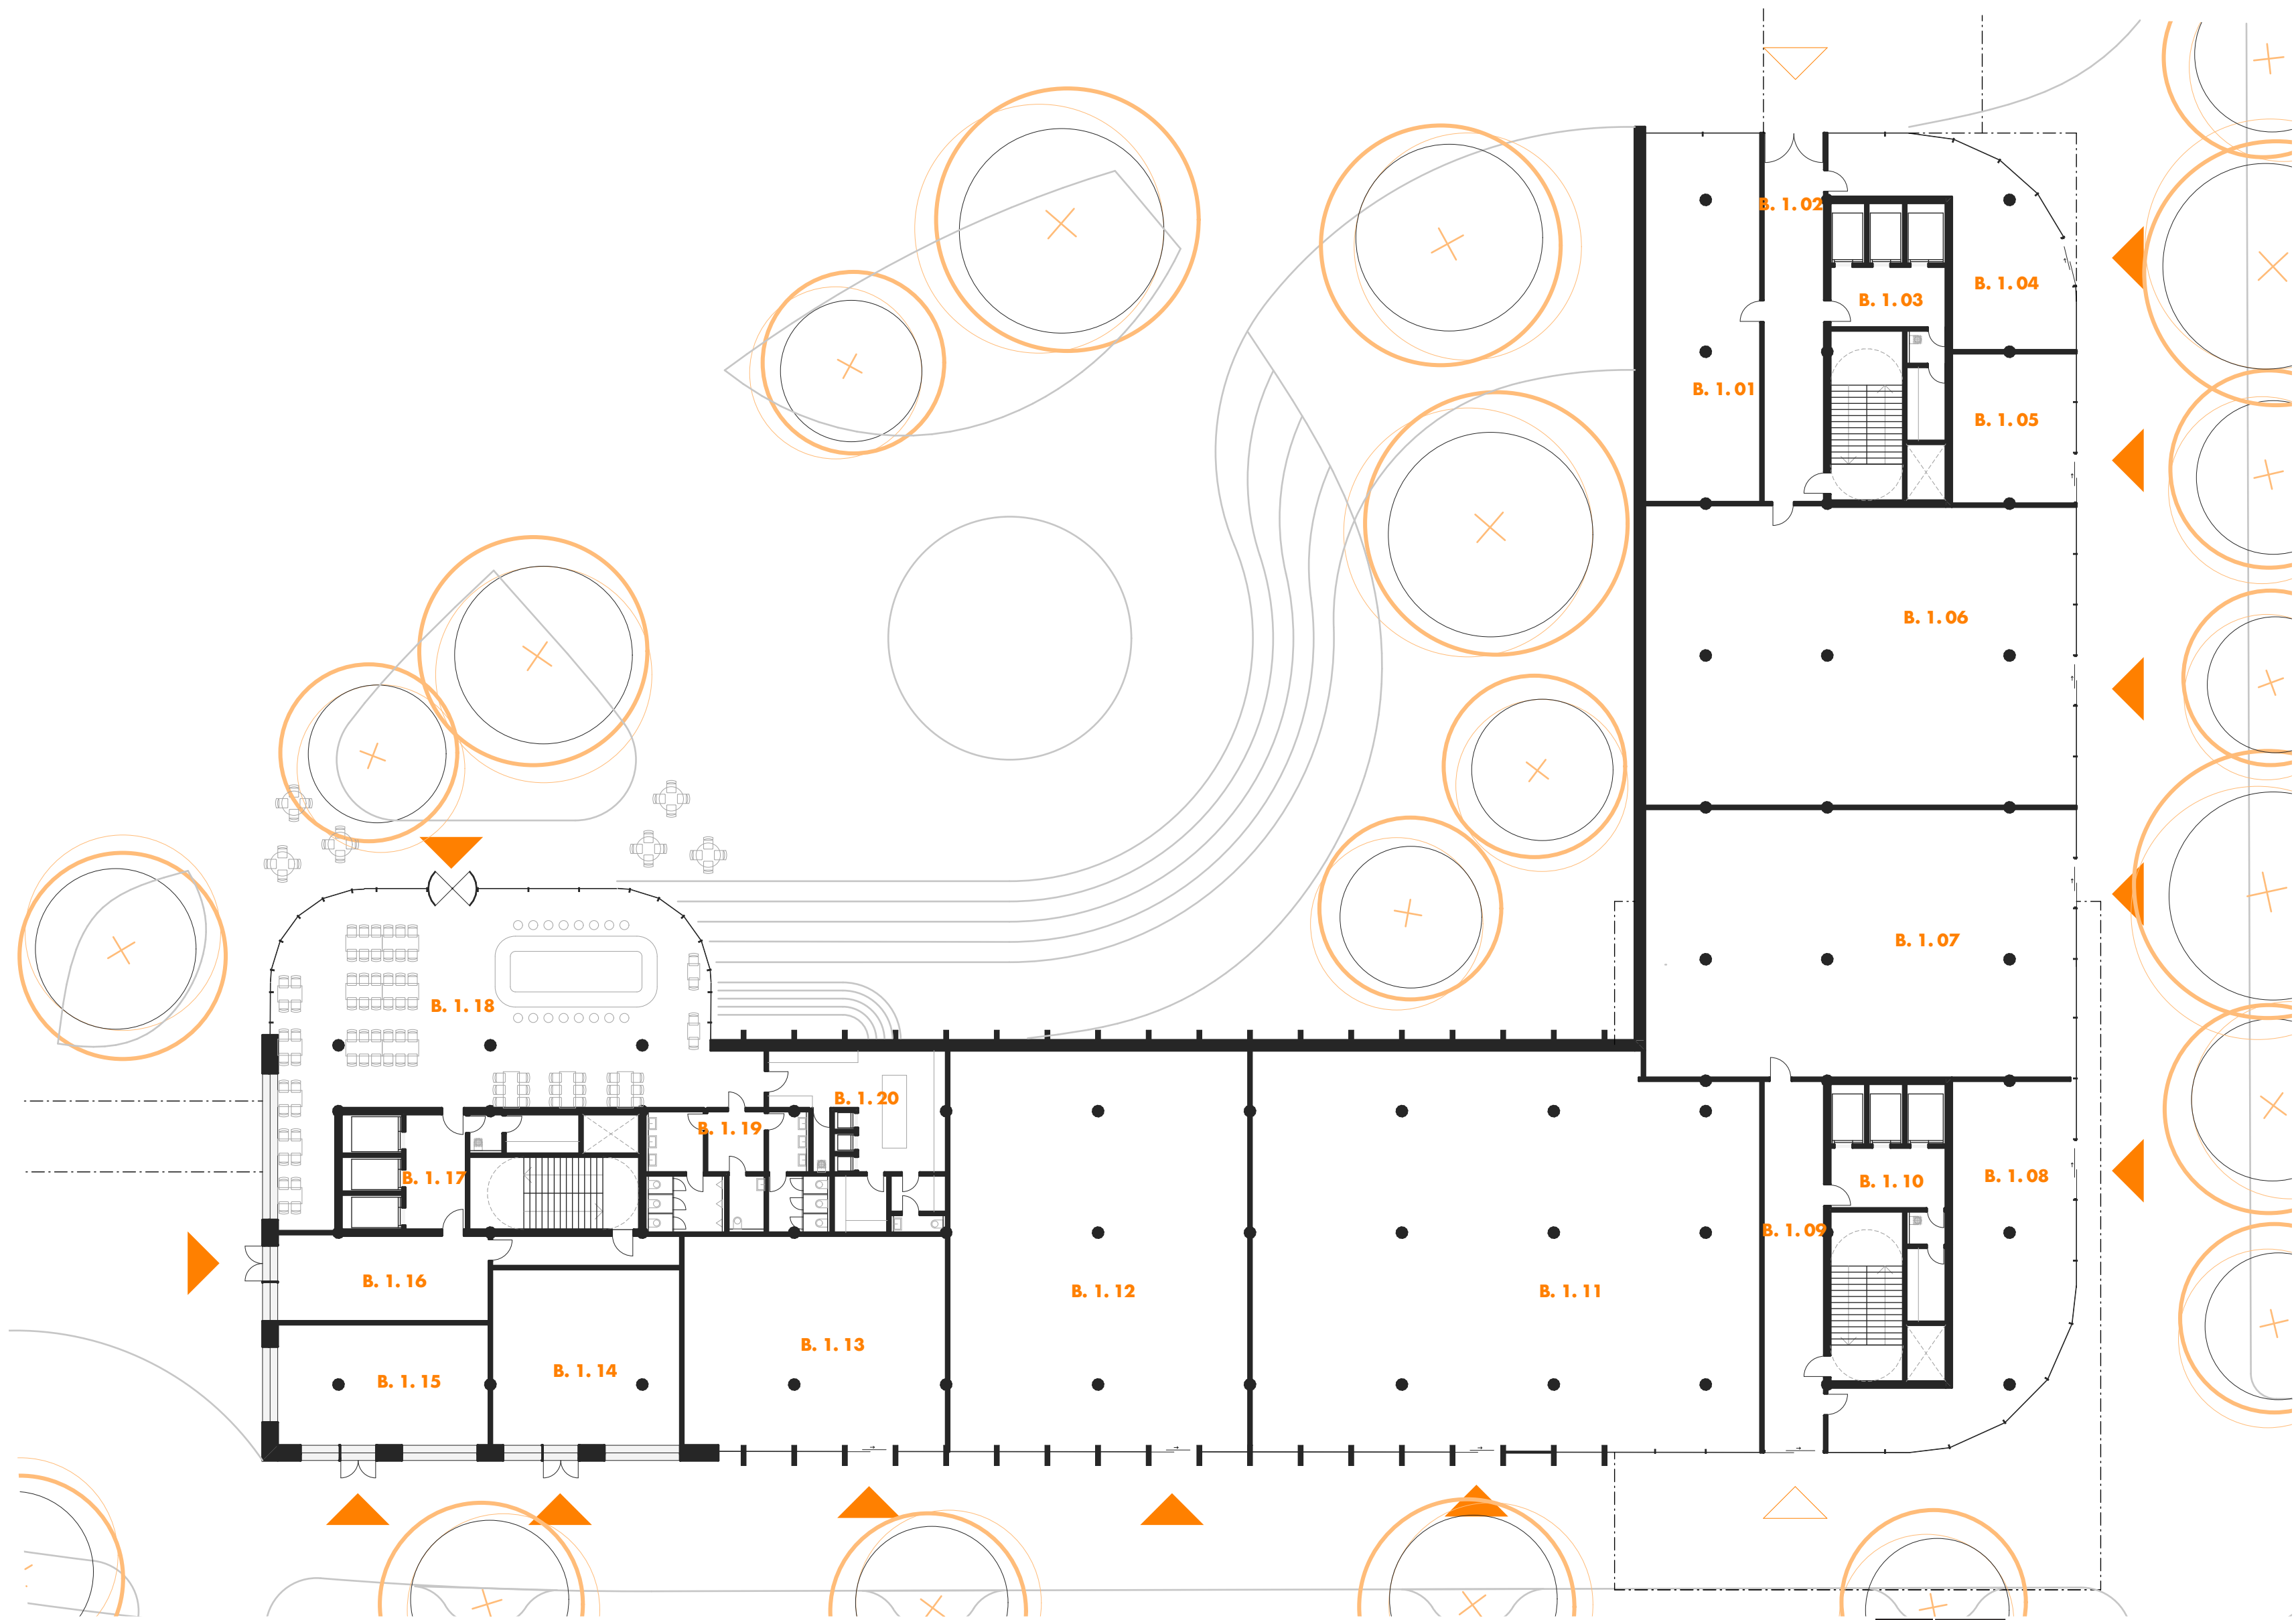 B. 1. 02
B. 1. 04
B. 1. 03
B. 1. 01
B. 1. 05
B. 1. 06
B. 1. 07
B. 1. 18
B. 1. 20
B. 1. 19
B. 1. 17
B. 1. 08
B. 1. 10
B. 1. 09
B. 1. 16
B. 1. 12
B. 1. 11
B. 1. 13
B. 1. 14
B. 1. 15